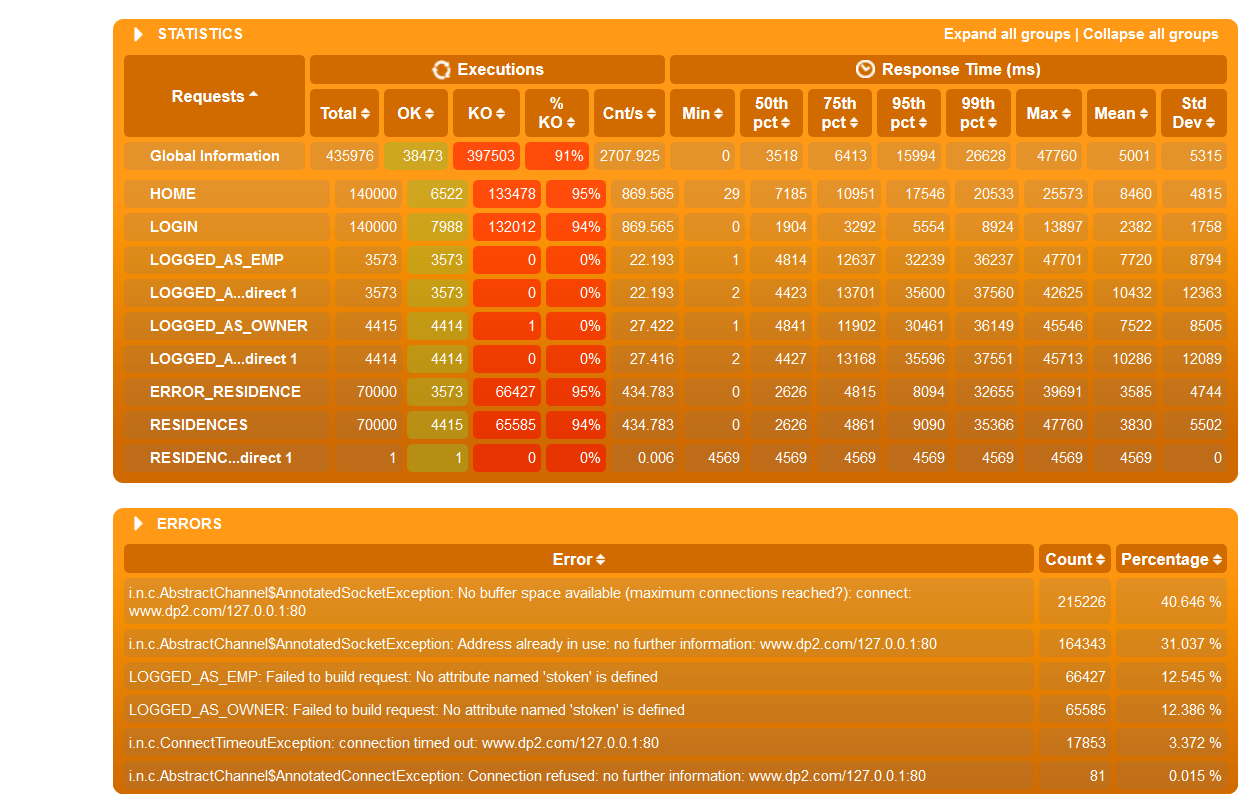 STATISTICS
Expand all groups | Collapse all groups
Requests Executions Response Time (ms)
Total OK KO % KO Cnt/s Min 50th pct 75th pct 95th pct 99th pct Max Mean Std Dev
Global Information 435976 38473 397503 91% 2707.925 0 3518 6413 15994 26628 47760 5001 5315
HOME 140000 6522 133478 95% 869.565 29 7185 10951 17546 20533 25573 8460 4815
LOGIN 140000 7988 132012 94% 869.565 0 1904 3292 5554 8924 13897 2382 1758
LOGGED_AS_EMP 3573 3573 0 0% 22.193 1 4814 12637 32239 36237 47701 7720 8794
LOGGED_A...direct 1 3573 3573 0 0% 22.193 2 4423 13701 35600 37560 42625 10432 12363
LOGGED_AS_OWNER 4415 4414 1 0% 27.422 1 4841 11902 30461 36149 45546 7522 8505
LOGGED_A...direct 1 4414 4414 0 0% 27.416 2 4427 13168 35596 37551 45713 10286 12089
ERROR_RESIDENCE 70000 3573 66427 95% 434.783 0 2626 4815 8094 32655 39691 3585 4744
RESIDENCES 70000 4415 65585 94% 434.783 0 2626 4861 9090 35366 47760 3830 5502
RESIDENC...direct 1 1 1 0 0% 0.006 4569 4569 4569 4569 4569 4569 4569 0
ERRORS
Error Count Percentage
i.n.c.AbstractChannel$AnnotatedSocketException: No buffer space available (maximum connections reached?): connect:
www.dp2.com/127.0.0.1:80 215226 40.646 %
i.n.c.AbstractChannel$AnnotatedSocketException: Address already in use: no further information: www.dp2.com/127.0.0.1:80 164343 31.037 %
LOGGED_AS_EMP: Failed to build request: No attribute named 'stoken' is defined 66427 12.545 %
LOGGED_AS_OWNER: Failed to build request: No attribute named 'stoken' is defined 65585 12.386 %
i.n.c.ConnectTimeoutException: connection timed out: www.dp2.com/127.0.0.1:80 17853 3.372 %
i.n.c.AbstractChannel$AnnotatedConnectException: Connection refused: no further information: www.dp2.com/127.0.0.1:80 81 0.015 %